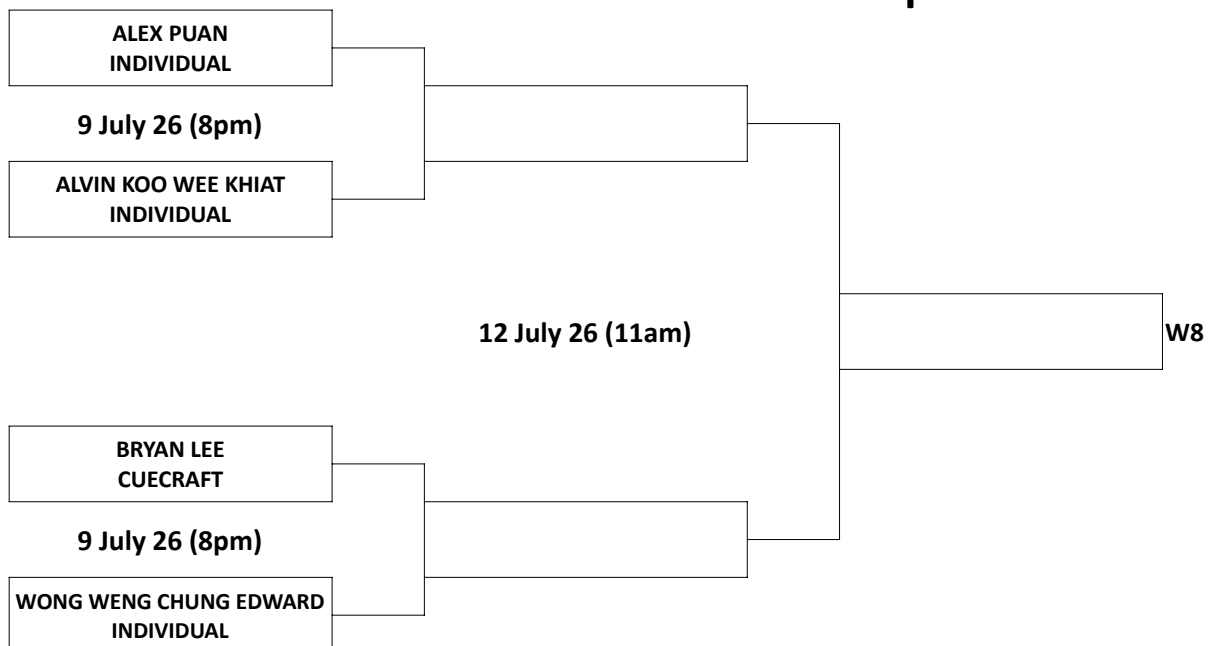 ALEX PUAN
INDIVIDUAL
9 July 26 (8pm)
ALVIN KOO WEE KHIAT
INDIVIDUAL
12 July 26 (11am)
W8
BRYAN LEE
CUECRAFT
9 July 26 (8pm)
WONG WENG CHUNG EDWARD
INDIVIDUAL